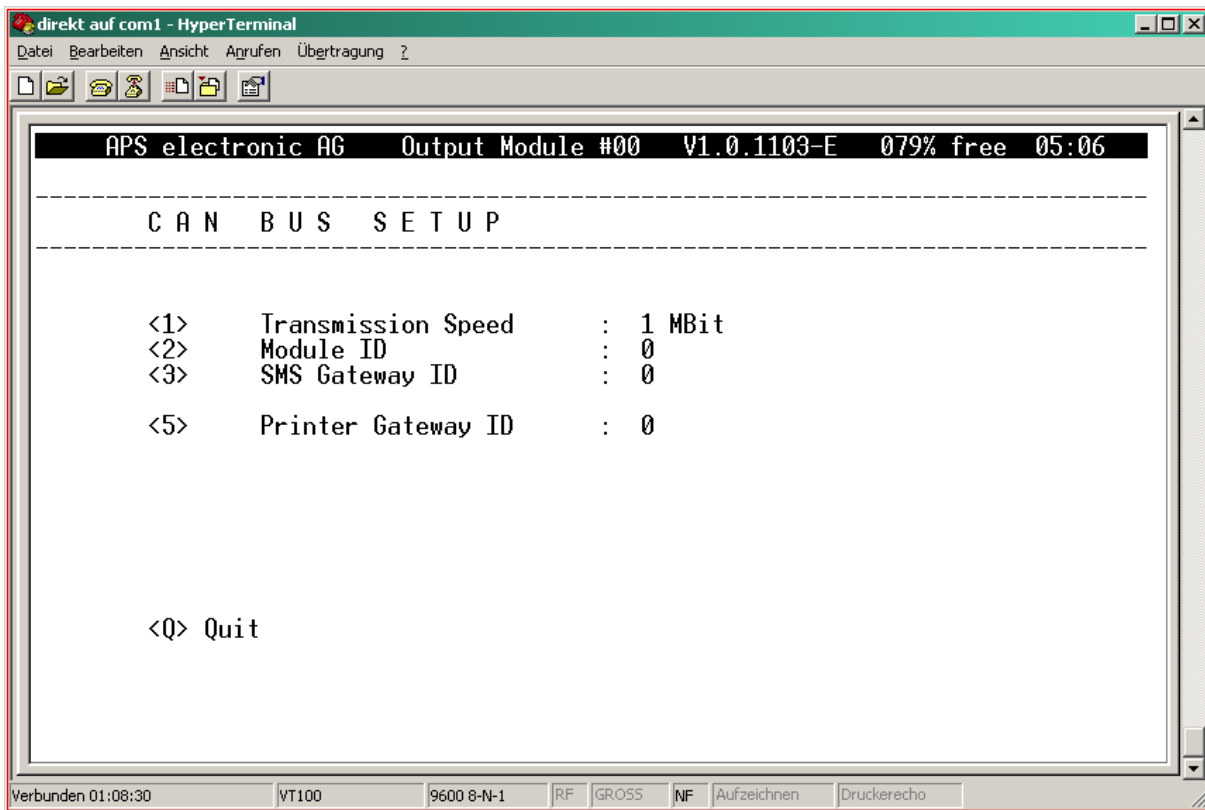 direkt auf com1 - HyperTerminal
Datei Bearbeiten Ansicht Anrufen Übertragung ?
APS electronic AG Output Module #00 V1.0.1103-E 079% free 05:06
--------------------------------------------------------------------------------
C A N B U S S E T U P
--------------------------------------------------------------------------------
<1> Transmission Speed : 1 MBit
<2> Module ID : 0
<3> SMS Gateway ID : 0
<5> Printer Gateway ID : 0
<Q> Quit
Verbunden 01:08:30 VT100 9600 8-N-1 RF GROSS NF Aufzeichnen Druckerecho